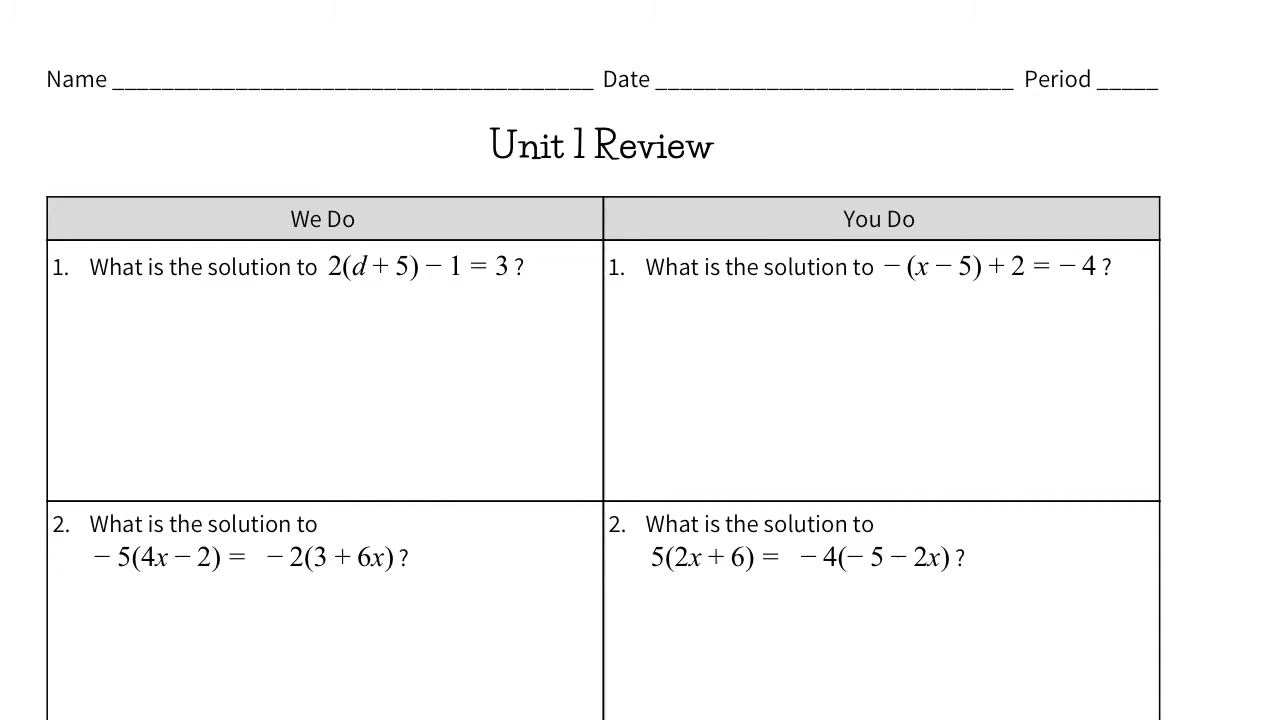 Name _______________________________________ Date _____________________________ Period _____
Unit 1 Review
We Do
You Do
1. What is the solution to 2(d + 5) − 1 = 3 ?
1. What is the solution to − (x − 5) + 2 = − 4 ?
2. What is the solution to
− 5(4x − 2) = − 2(3 + 6x) ?
2. What is the solution to
5(2x + 6) = − 4(− 5 − 2x) ?